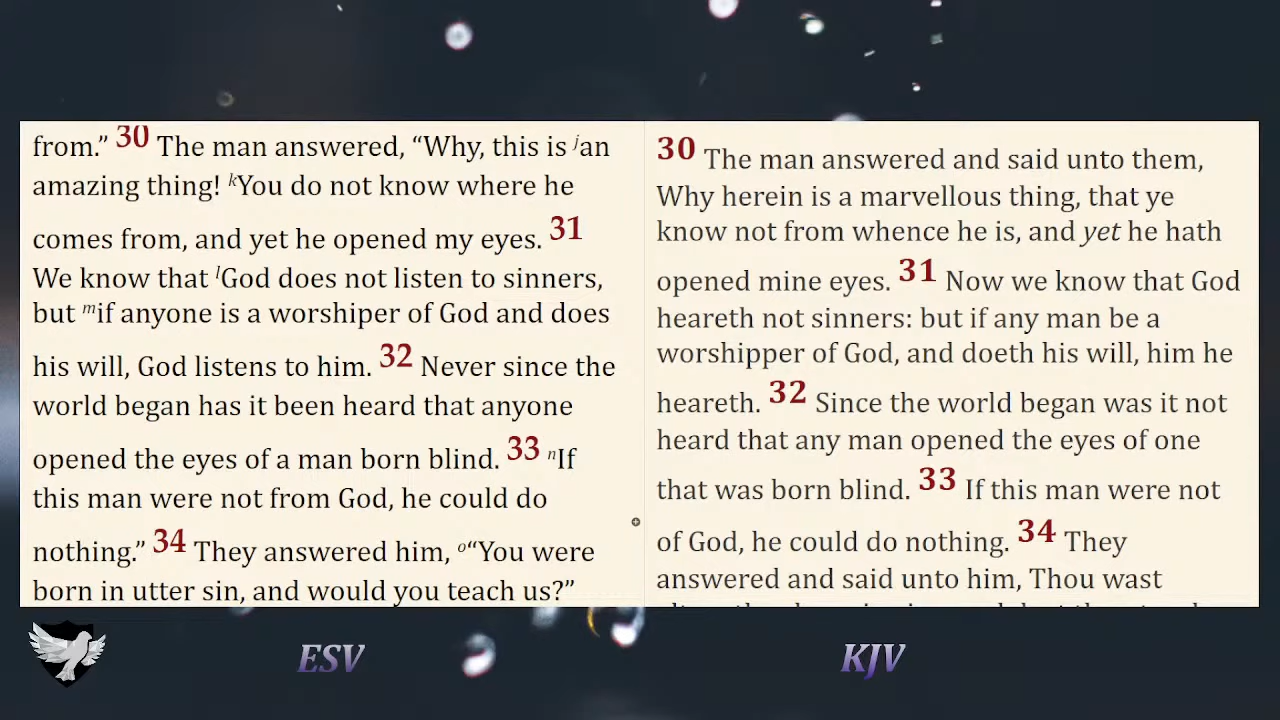 from.” 30 The man answered, “Why, this is jan
amazing thing! kYou do not know where he
comes from, and yet he opened my eyes. 31
We know that lGod does not listen to sinners,
but mif anyone is a worshiper of God and does
his will, God listens to him. 32 Never since the
world began has it been heard that anyone
opened the eyes of a man born blind. 33 nIf
this man were not from God, he could do
nothing.” 34 They answered him, o“You were
born in utter sin, and would you teach us?”
30 The man answered and said unto them,
Why herein is a marvellous thing, that ye
know not from whence he is, and yet he hath
opened mine eyes. 31 Now we know that God
heareth not sinners: but if any man be a
worshipper of God, and doeth his will, him he
heareth. 32 Since the world began was it not
heard that any man opened the eyes of one
that was born blind. 33 If this man were not
of God, he could do nothing. 34 They
answered and said unto him, Thou wast
ESV
KJV